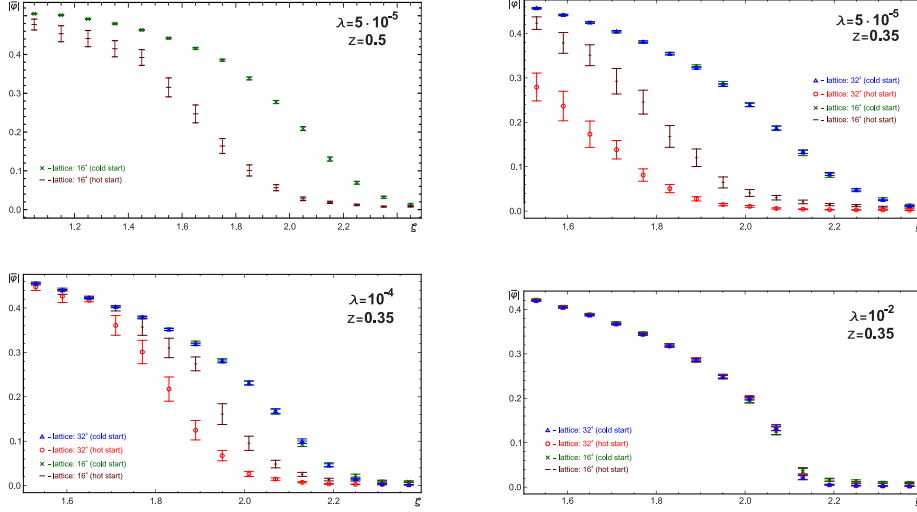 |φ̅|
0.5
0.4
0.3
0.2
0.1
0.0
λ=5·10⁻⁵
z=0.5
-lattice: 16⁴ (cold start)
-lattice: 16⁴ (hot start)
1.2 1.4 1.6 1.8 2.0 2.2 2.4 ξ
|φ̅|
0.4
0.3
0.2
0.1
0.0
λ=5·10⁻⁵
z=0.35
-lattice: 32⁴ (cold start)
-lattice: 32⁴ (hot start)
-lattice: 16⁴ (cold start)
-lattice: 16⁴ (hot start)
1.6 1.8 2.0 2.2 ξ
|φ̅|
0.4
0.3
0.2
0.1
0.0
λ=10⁻⁴
z=0.35
-lattice: 32⁴ (cold start)
-lattice: 32⁴ (hot start)
-lattice: 16⁴ (cold start)
-lattice: 16⁴ (hot start)
1.6 1.8 2.0 2.2 ξ
|φ̅|
0.4
0.3
0.2
0.1
0.0
λ=10⁻²
z=0.35
-lattice: 32⁴ (cold start)
-lattice: 32⁴ (hot start)
-lattice: 16⁴ (cold start)
-lattice: 16⁴ (hot start)
1.6 1.8 2.0 2.2 ξ